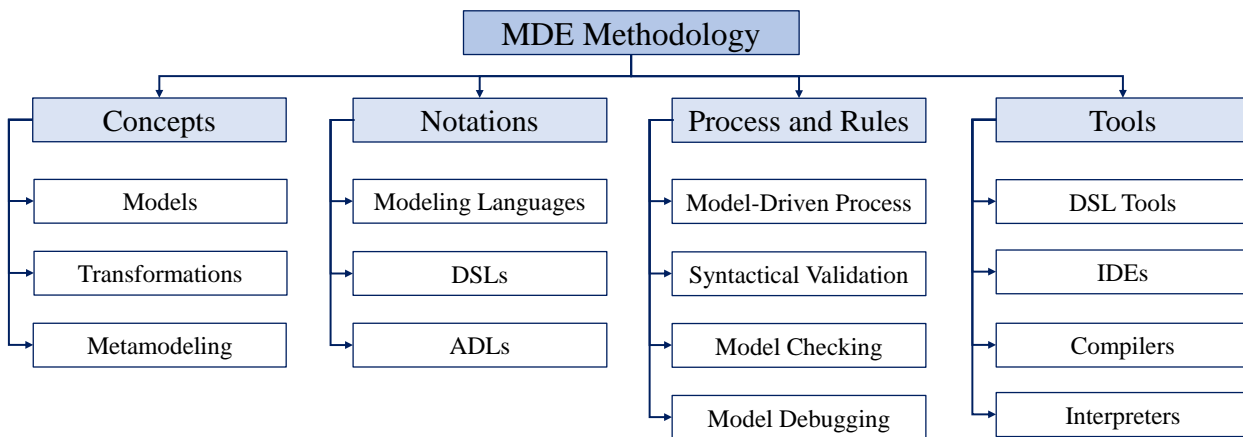 MDE Methodology
Concepts
Models
Transformations
Metamodeling
Notations
Modeling Languages
DSLs
ADLs
Process and Rules
Model-Driven Process
Syntactical Validation
Model Checking
Model Debugging
Tools
DSL Tools
IDEs
Compilers
Interpreters